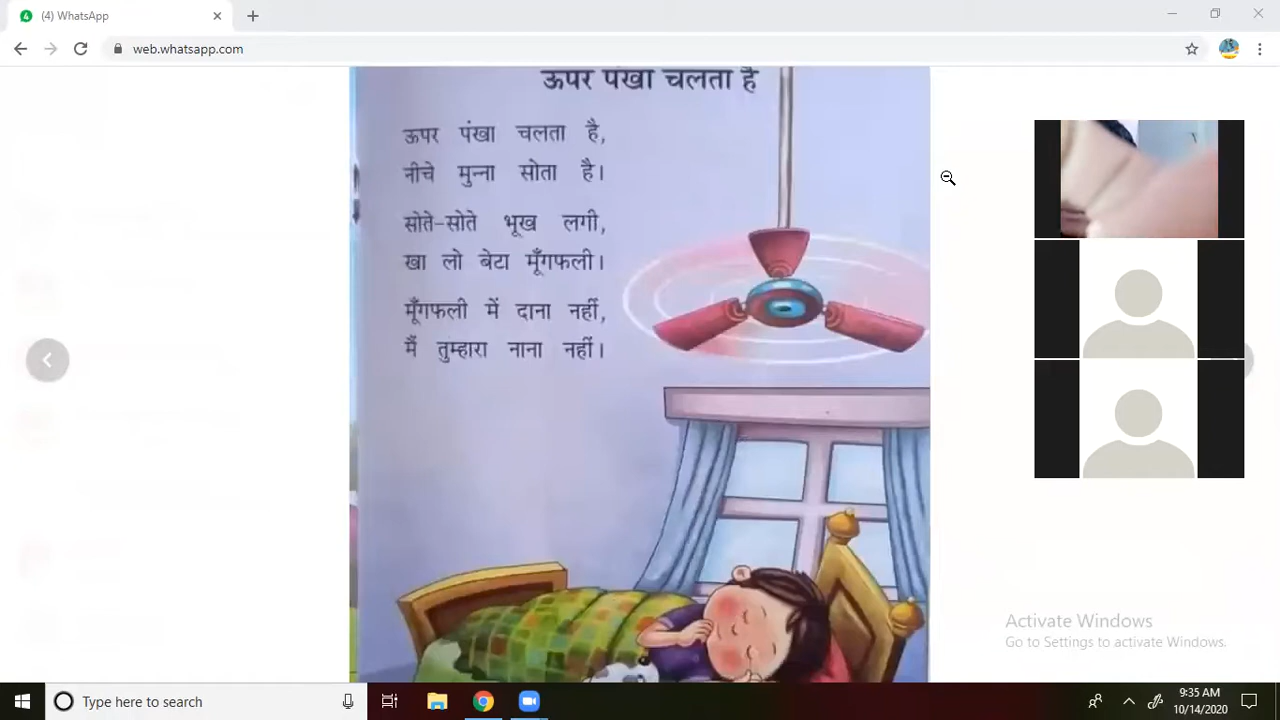 (4) WhatsApp
web.whatsapp.com
ऊपर पंखा चलता है
ऊपर पंखा चलता है,
नीचे मुन्ना सोता है।
सोते-सोते भूख लगी,
खा लो बेटा मूँगफली।
मूँगफली में दाना नहीं,
मैं तुम्हारा नाना नहीं।
Activate Windows
Go to Settings to activate Windows.
Type here to search
9:35 AM
10/14/2020